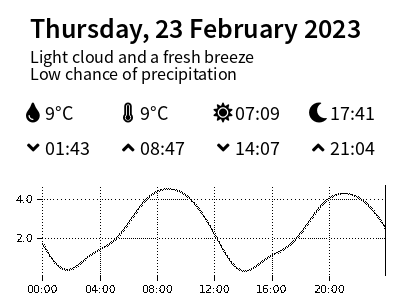 Thursday, 23 February 2023
Light cloud and a fresh breeze
Low chance of precipitation
9°C 9°C 07:09 17:41
01:43 08:47 14:07 21:04
4.0
2.0
00:00 04:00 08:00 12:00 16:00 20:00